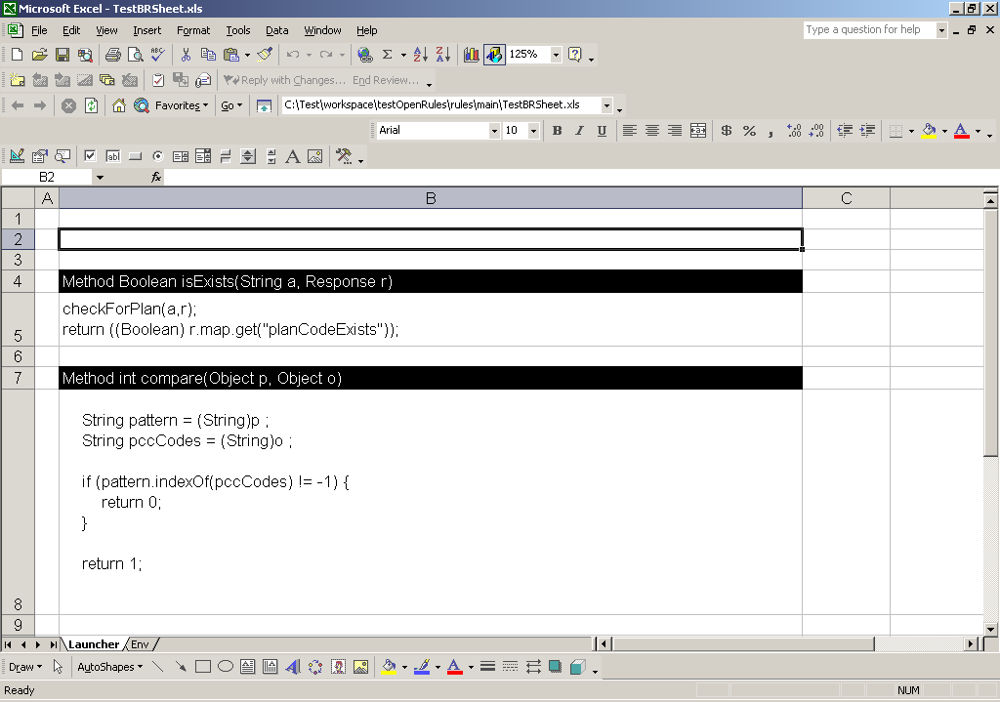 Microsoft Excel - TestBRSheet.xls
File Edit View Insert Format Tools Data Window Help
Type a question for help
125%
Reply with Changes... End Review...
Favorites Go C:\Test\workspace\testOpenRules\rules\main\TestBRSheet.xls
Arial 10 B I U $ % ,
B2 fx
A B C
1
2
3
4 Method Boolean isExists(String a, Response r)
checkForPlan(a,r);
return ((Boolean) r.map.get("planCodeExists"));
5
6
7 Method int compare(Object p, Object o)
String pattern = (String)p ;
String pccCodes = (String)o ;
if (pattern.indexOf(pccCodes) != -1) {
return 0;
}
return 1;
8
9
Launcher Env
Draw AutoShapes
Ready NUM